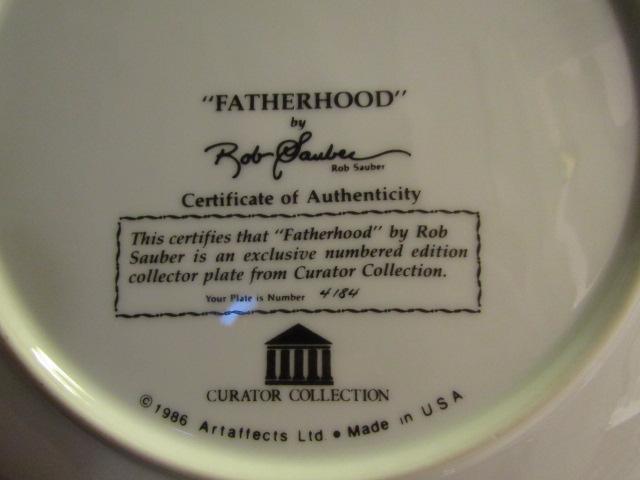 "FATHERHOOD"
by
Rob Sauber
Rob Sauber
Certificate of Authenticity
This certifies that "Fatherhood" by Rob
Sauber is an exclusive numbered edition
collector plate from Curator Collection.
Your Plate is Number 4184
CURATOR COLLECTION
© 1986 Artaffects Ltd. • Made in USA